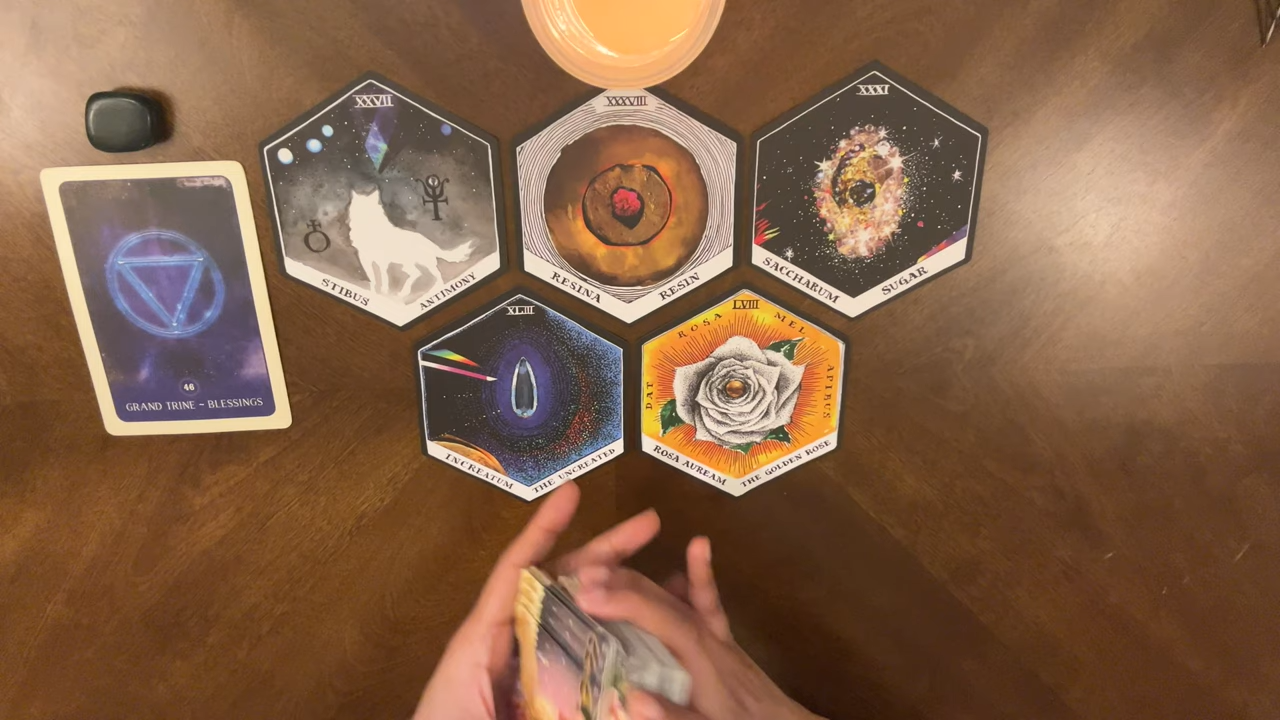 XXVII
STIBUS
ANTIMONY
XXXVIII
RESINA
RESIN
XXXI
SACCHARUM
SUGAR
46
GRAND TRINE - BLESSINGS
XLIII
INCREATUM
THE UNCREATED
LVIII
DAT ROSA MEL APIBUS
ROSA AUREAM
THE GOLDEN ROSE